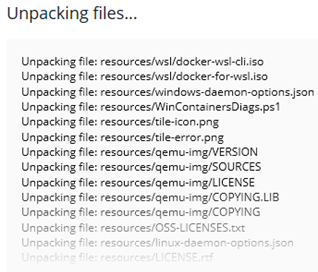 Unpacking files...
Unpacking file: resources/wsl/docker-wsl-cli.iso
Unpacking file: resources/wsl/docker-for-wsl.iso
Unpacking file: resources/windows-daemon-options.json
Unpacking file: resources/WinContainersDiags.ps1
Unpacking file: resources/tile-icon.png
Unpacking file: resources/tile-error.png
Unpacking file: resources/qemu-img/VERSION
Unpacking file: resources/qemu-img/SOURCES
Unpacking file: resources/qemu-img/LICENSE
Unpacking file: resources/qemu-img/COPYING.LIB
Unpacking file: resources/qemu-img/COPYING
Unpacking file: resources/OSS-LICENSES.txt
Unpacking file: resources/linux-daemon-options.json
Unpacking file: resources/LICENSE.rtf